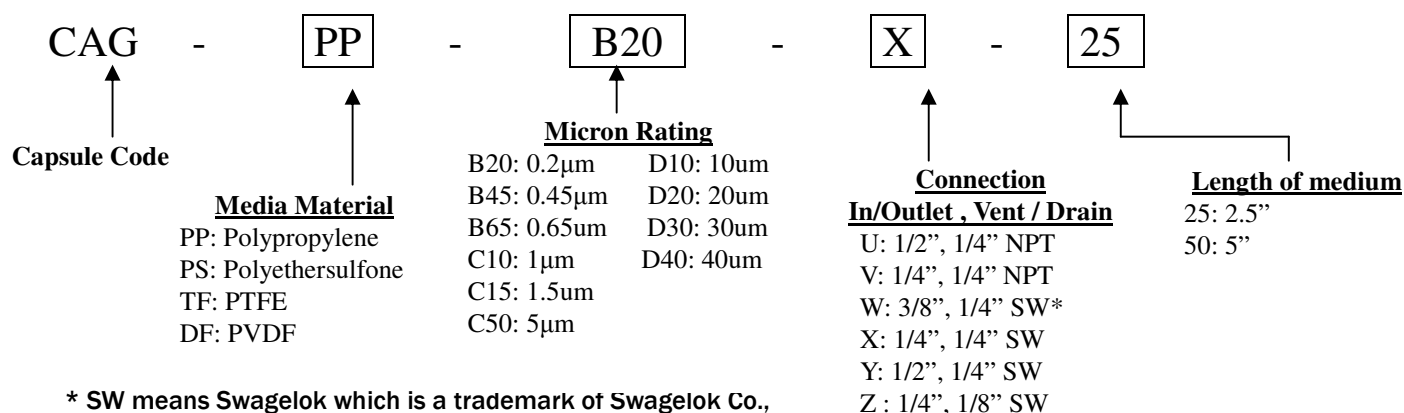 CAG - PP - B20 - X - 25
Capsule Code
Media Material
PP: Polypropylene
PS: Polyethersulfone
TF: PTFE
DF: PVDF
Micron Rating
B20: 0.2μm D10: 10um
B45: 0.45μm D20: 20um
B65: 0.65um D30: 30um
C10: 1μm D40: 40um
C15: 1.5um
C50: 5μm
Connection
In/Outlet , Vent / Drain
U: 1/2”, 1/4” NPT
V: 1/4”, 1/4” NPT
W: 3/8”, 1/4” SW*
X: 1/4”, 1/4” SW
Y: 1/2”, 1/4” SW
Z : 1/4”, 1/8” SW
Length of medium
25: 2.5”
50: 5”
* SW means Swagelok which is a trademark of Swagelok Co.,